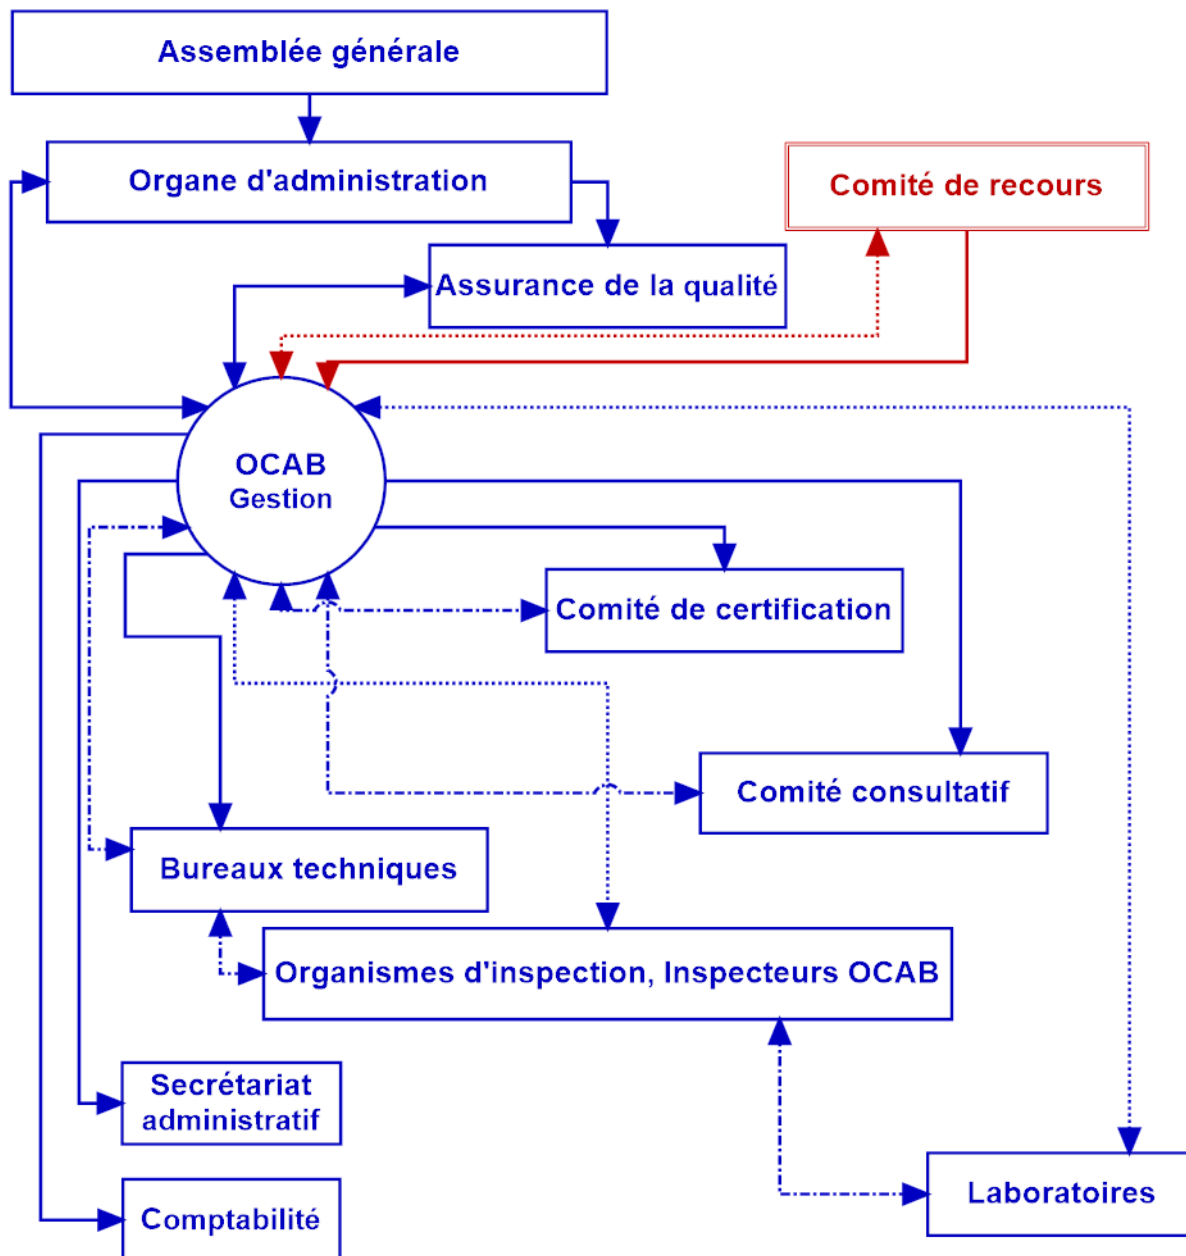 Assemblée générale
Organe d'administration
Comité de recours
Assurance de la qualité
OCAB
Gestion
Comité de certification
Comité consultatif
Bureaux techniques
Organismes d'inspection, Inspecteurs OCAB
Secrétariat
administratif
Laboratoires
Comptabilité